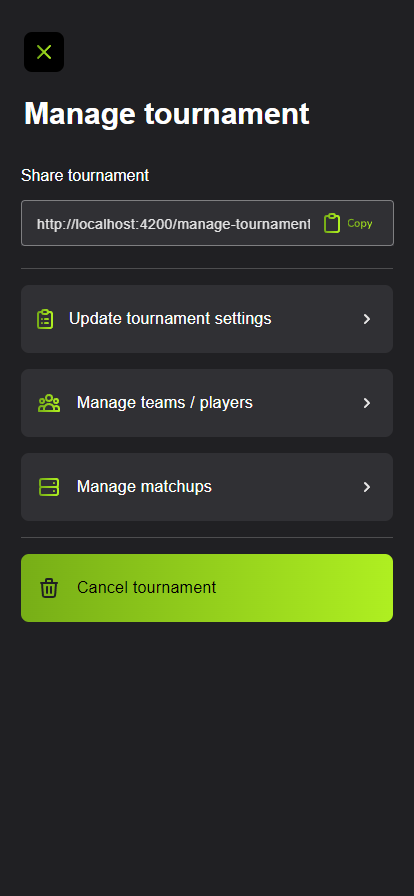 Manage tournament
Share tournament
http://localhost:4200/manage-tournament
Copy
Update tournament settings
Manage teams / players
Manage matchups
Cancel tournament